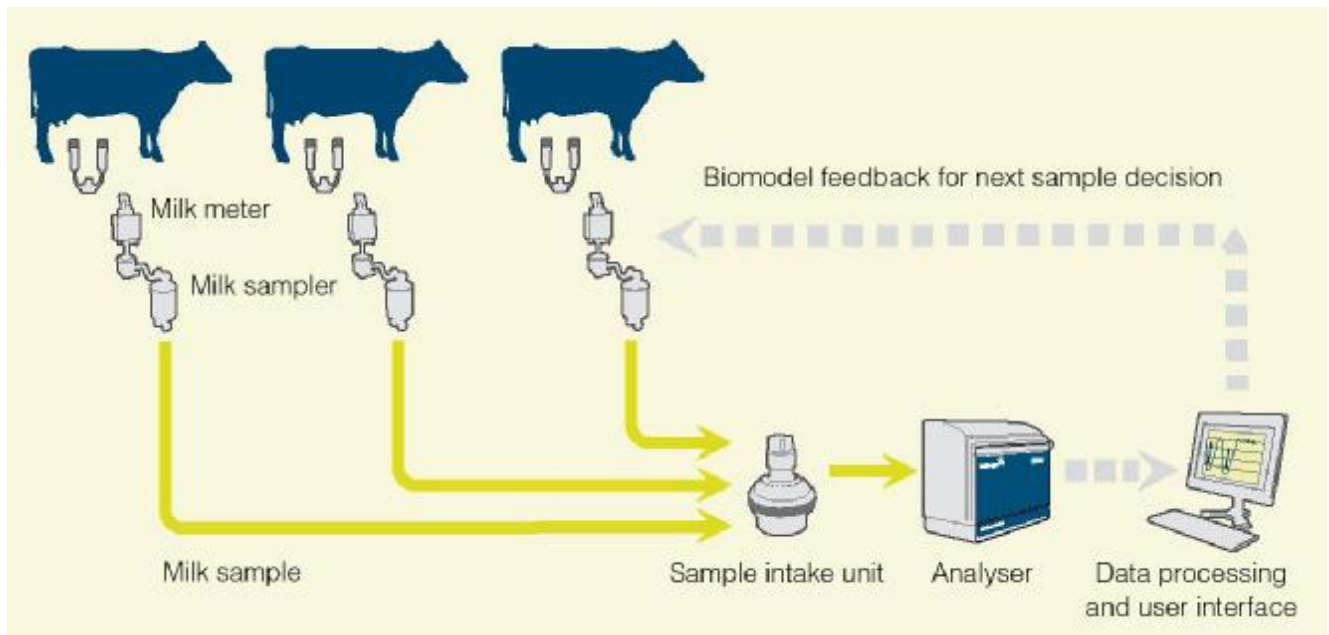 Biomodel feedback for next sample decision
Milk meter
Milk sampler
Milk sample
Sample intake unit
Analyser
Data processing
and user interface